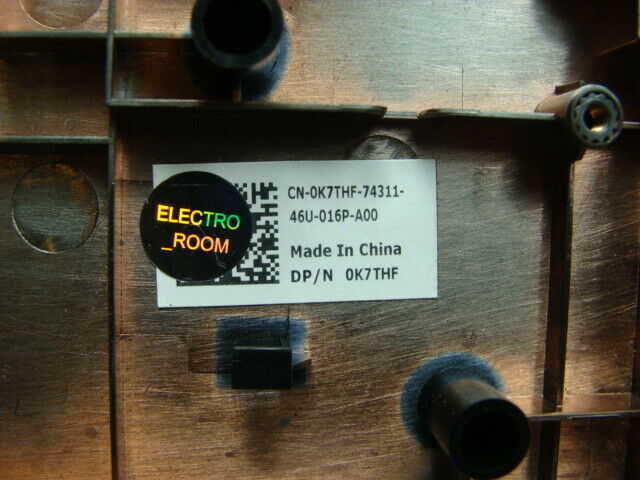 ELECTRO
_ROOM
CN-0K7THF-74311-
46U-016P-A00
Made In China
DP/N 0K7THF